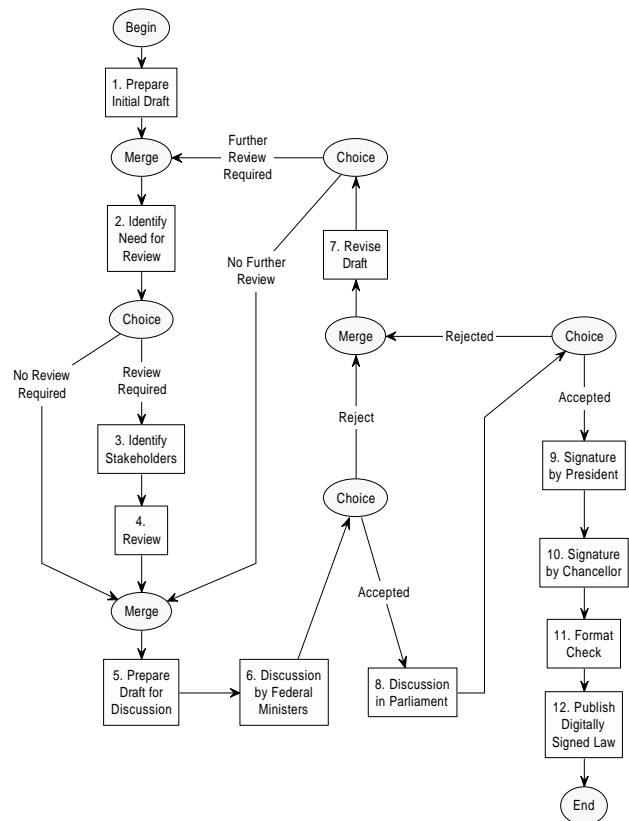 Begin
1. Prepare
Initial Draft
Merge
Further
Review
Required
Choice
2. Identify
Need for
Review
7. Revise
Draft
No Further
Review
Choice
Merge
Rejected
Choice
No Review
Required
Review
Required
Accepted
Reject
3. Identify
Stakeholders
9. Signature
by President
4.
Review
Choice
10. Signature
by Chancellor
Accepted
Merge
11. Format
Check
5. Prepare
Draft for
Discussion
6. Discussion
by Federal
Ministers
8. Discussion
in Parliament
12. Publish
Digitally
Signed Law
End